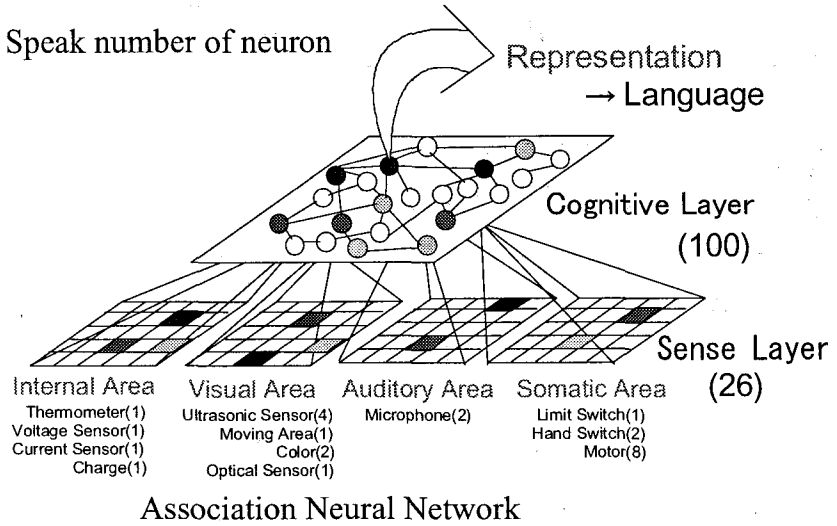 Speak number of neuron
Representation
→ Language
Cognitive Layer
(100)
Sense Layer
(26)
Internal Area
Thermometer(1)
Voltage Sensor(1)
Current Sensor(1)
Charge(1)
Visual Area
Ultrasonic Sensor(4)
Moving Area(1)
Color(2)
Optical Sensor(1)
Auditory Area
Microphone(2)
Somatic Area
Limit Switch(1)
Hand Switch(2)
Motor(8)
Association Neural Network